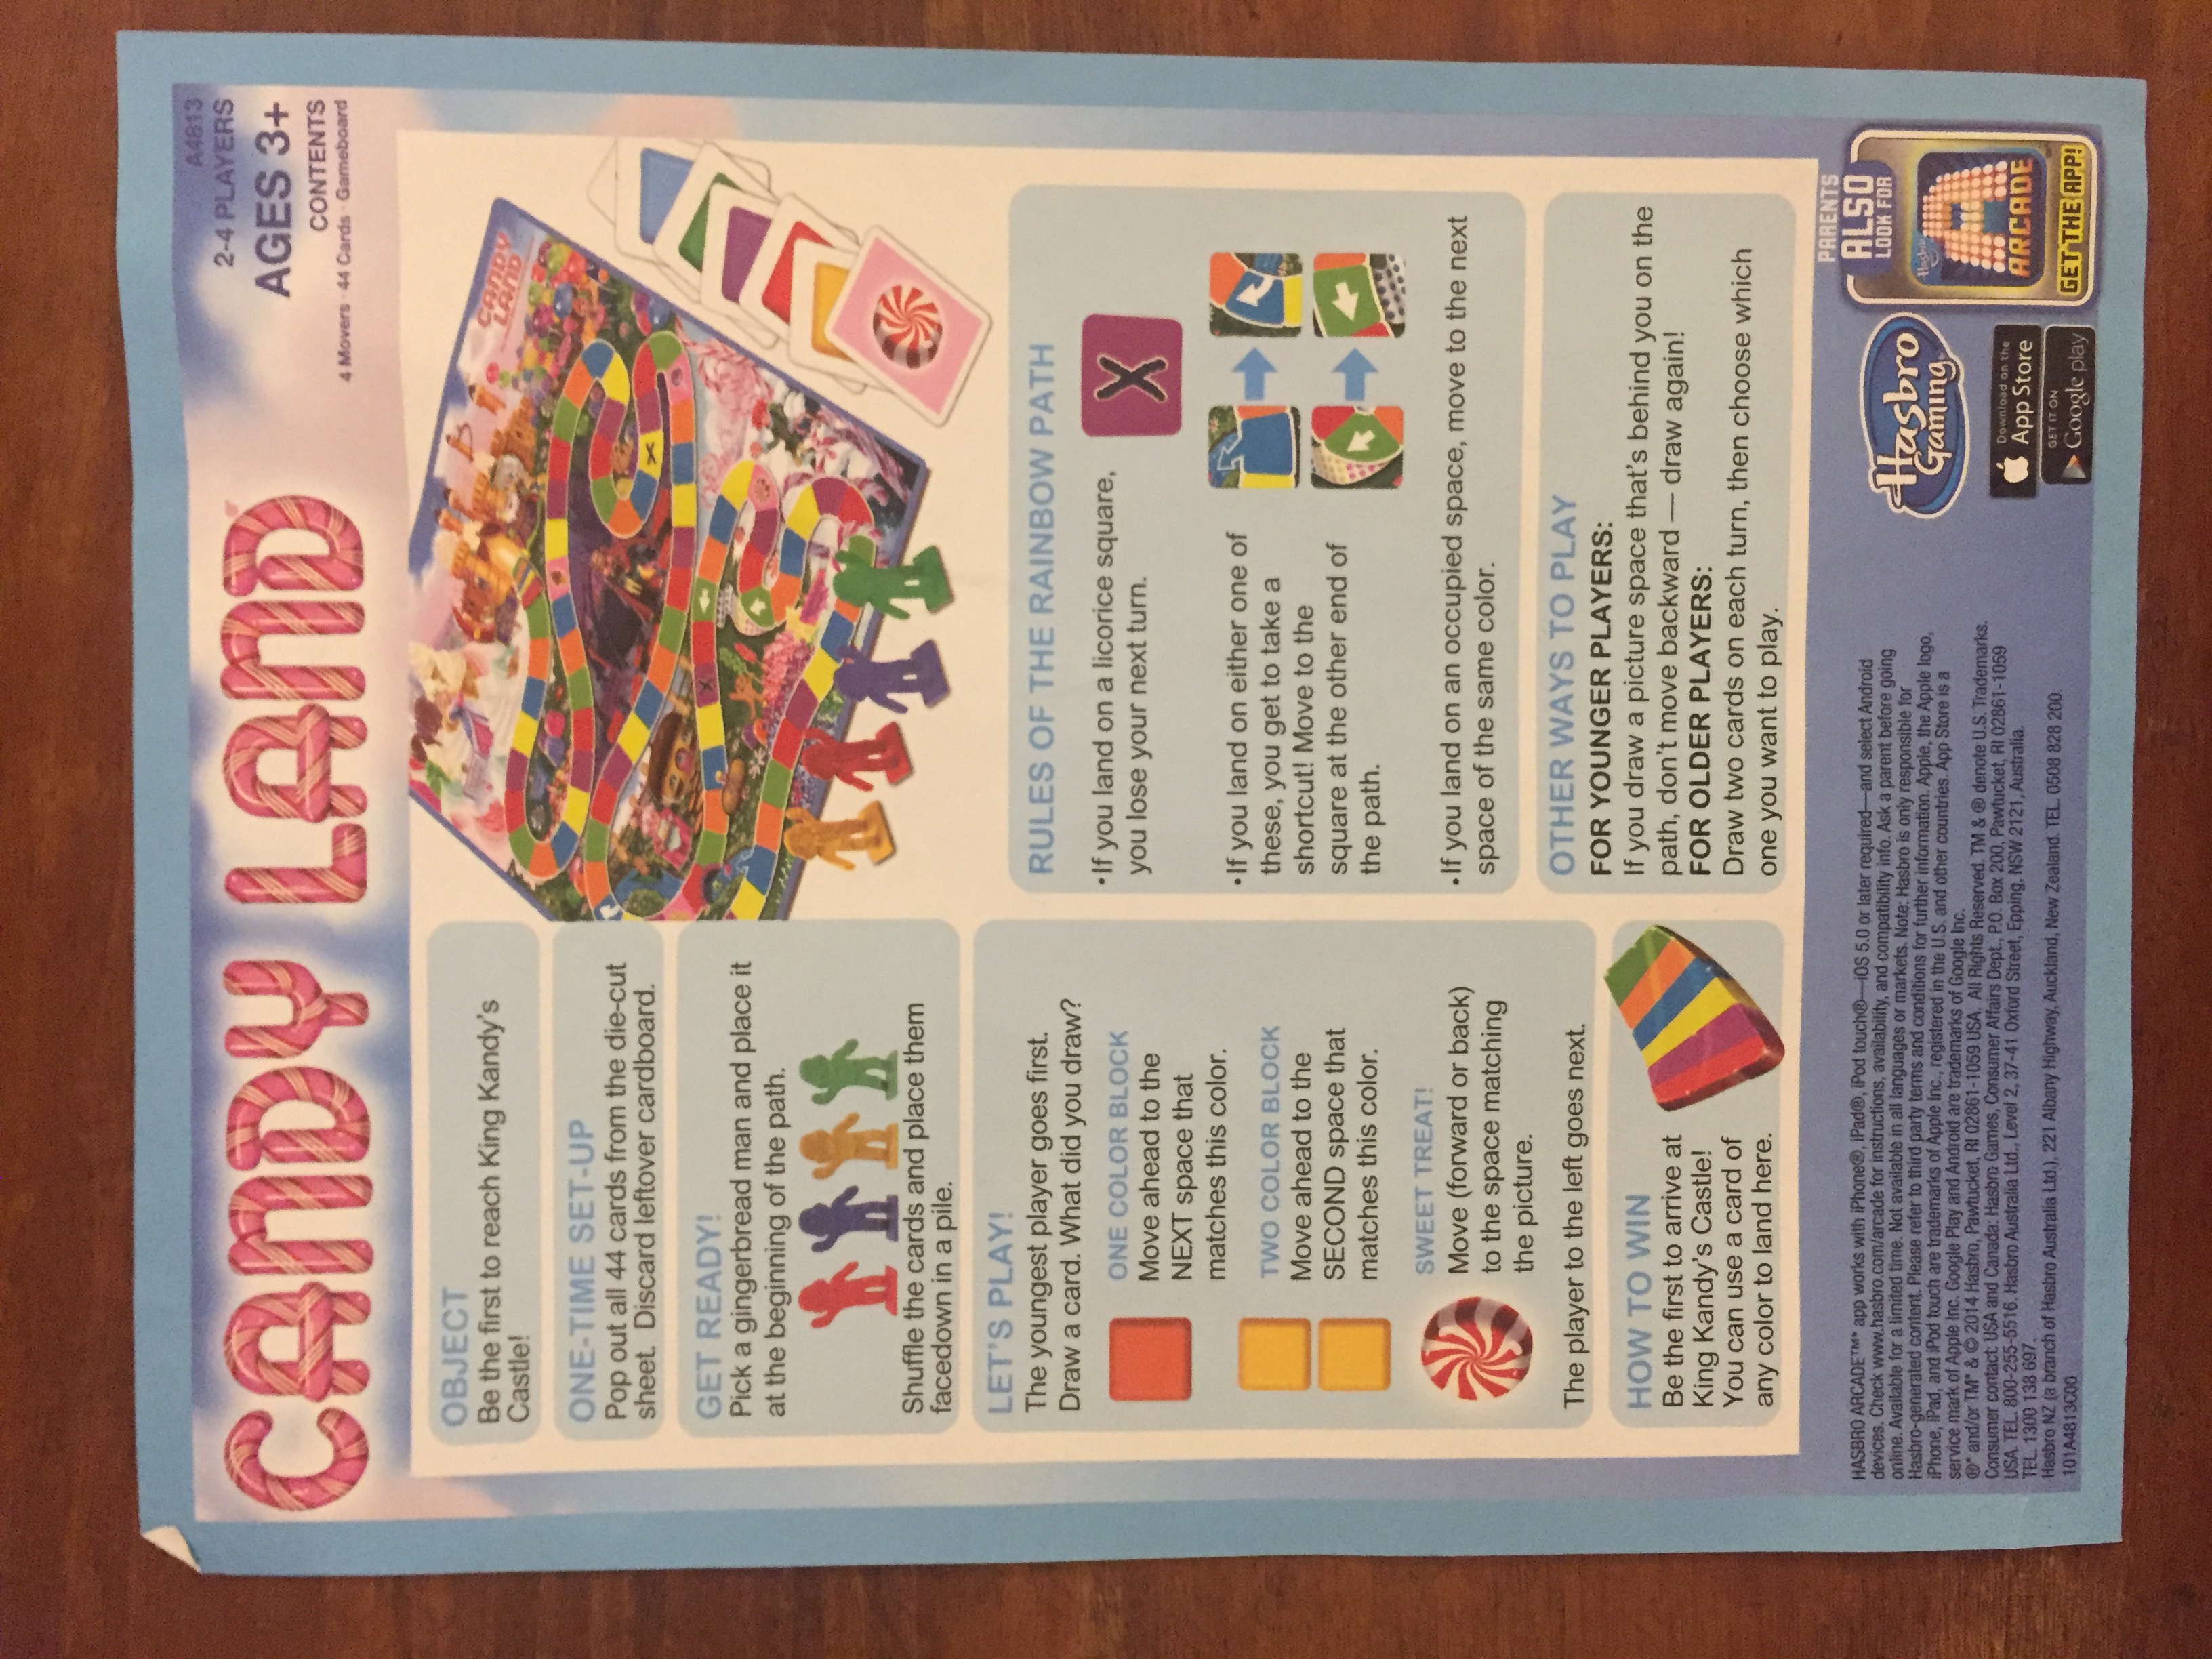 CANDY LAND
A4813
2-4 PLAYERS
AGES 3+
CONTENTS
4 Movers · 44 Cards · Gameboard
OBJECT
Be the first to reach King Kandy's
Castle!
ONE-TIME SET-UP
Pop out all 44 cards from the die-cut
sheet. Discard leftover cardboard.
GET READY!
Pick a gingerbread man and place it
at the beginning of the path.
Shuffle the cards and place them
facedown in a pile.
CANDY
LAND
LET'S PLAY!
The youngest player goes first.
Draw a card. What did you draw?
ONE COLOR BLOCK
Move ahead to the
NEXT space that
matches this color.
TWO COLOR BLOCK
Move ahead to the
SECOND space that
matches this color.
SWEET TREAT!
Move (forward or back)
to the space matching
the picture.
The player to the left goes next.
HOW TO WIN
Be the first to arrive at
King Kandy's Castle!
You can use a card of
any color to land here.
RULES OF THE RAINBOW PATH
•If you land on a licorice square,
you lose your next turn.
•If you land on either one of
these, you get to take a
shortcut! Move to the
square at the other end of
the path.
•If you land on an occupied space, move to the next
space of the same color.
OTHER WAYS TO PLAY
FOR YOUNGER PLAYERS:
If you draw a picture space that's behind you on the
path, don't move backward — draw again!
FOR OLDER PLAYERS:
Draw two cards on each turn, then choose which
one you want to play.
HASBRO ARCADE™* app works with iPhone®, iPad®, iPod touch®—iOS 5.0 or later required—and select Android
devices. Check www.hasbro.com/arcade for instructions, availability, and compatibility info. Ask a parent before going
online. Available for a limited time. Not available in all languages or markets. Note: Hasbro is only responsible for
Hasbro-generated content. Please refer to third party terms and conditions for further information. Apple, the Apple logo,
iPhone, iPad, and iPod touch are trademarks of Apple Inc., registered in the U.S. and other countries. App Store is a
service mark of Apple Inc. Google Play and Android are trademarks of Google Inc.
®* and/or TM* & © 2014 Hasbro, Pawtucket, RI 02861-1059 USA. All Rights Reserved. TM & ® denote U.S. Trademarks.
Consumer contact: USA and Canada: Hasbro Games, Consumer Affairs Dept., P.O. Box 200, Pawtucket, RI 02861-1059
USA. TEL. 800-255-5516. Hasbro Australia Ltd., Level 2, 37-41 Oxford Street, Epping, NSW 2121, Australia.
TEL. 1300 138 697.
Hasbro NZ (a branch of Hasbro Australia Ltd.), 221 Albany Highway, Auckland, New Zealand. TEL. 0508 828 200.
101A4813C00
Hasbro
Gaming
Download on the
App Store
GET IT ON
Google play
PARENTS
ALSO
LOOK FOR
Hasbro
ARCADE
GET THE APP!